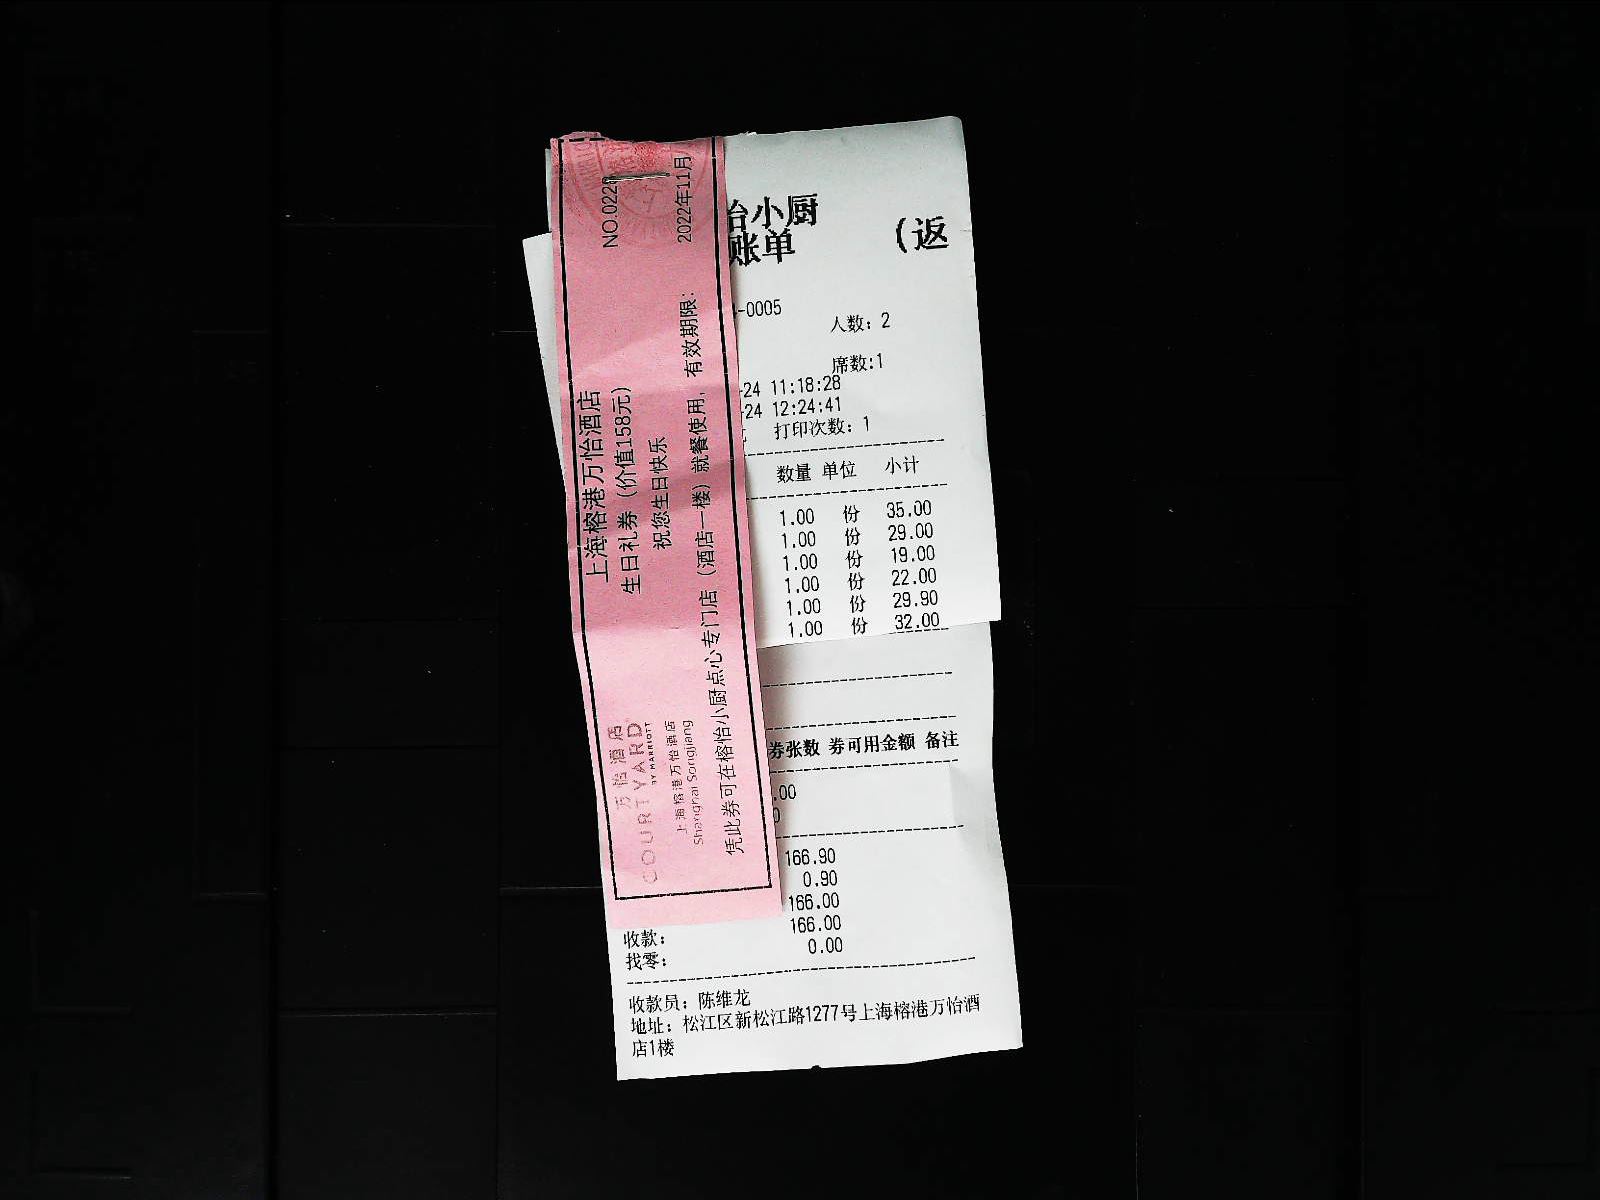 上海榕港万怡酒店
生日礼券（价值158元）
NO.022
祝您生日快乐
2022年11月
有效期限：
凭此券可在榕怡小厨点心专门店（酒店一楼）就餐使用，
万怡酒店
COURTYARD
BY MARRIOTT
上海榕港万怡酒店
Shanghai Songjiang
怡小厨
账单 （返
-0005
人数：2
席数：1
-24 11:18:28
-24 12:24:41
打印次数：1
数量 单位 小计
1.00 份 35.00
1.00 份 29.00
1.00 份 19.00
1.00 份 22.00
1.00 份 29.90
1.00 份 32.00
券张数 券可用金额 备注
.00
0
166.90
0.90
166.00
收款： 166.00
找零： 0.00
收款员：陈维龙
地址：松江区新松江路1277号上海榕港万怡酒
店1楼